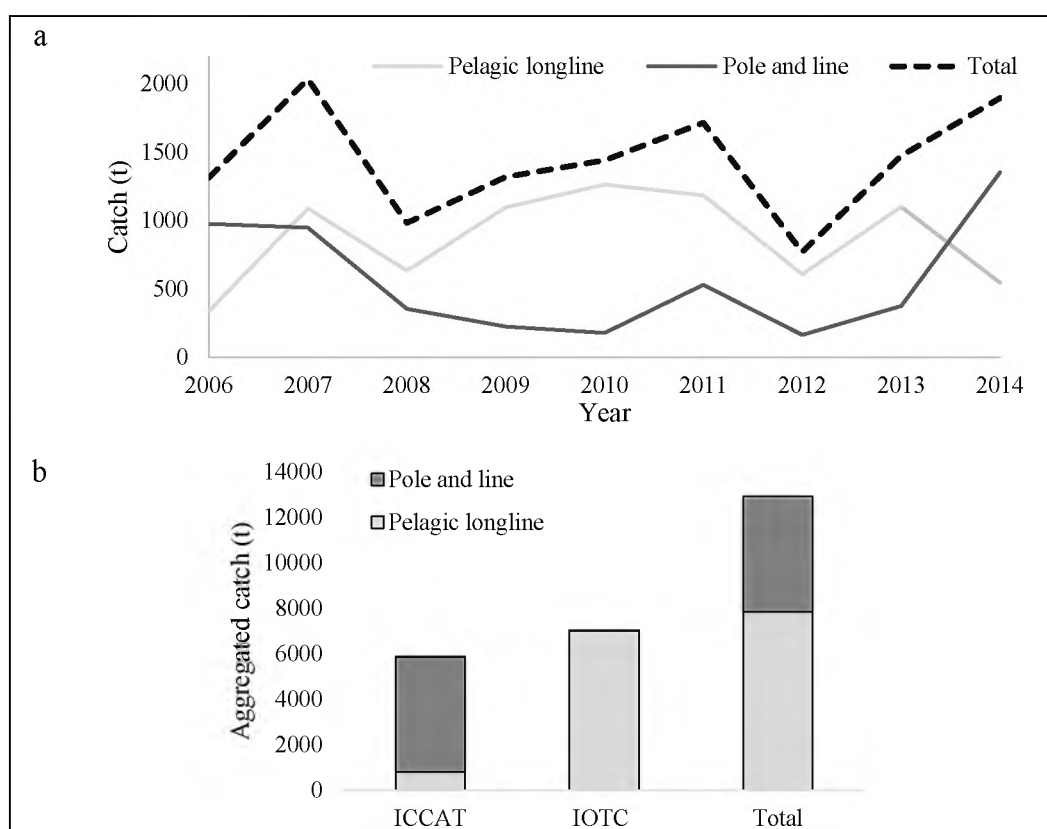 a
Pelagic longline Pole and line Total
Catch (t)
2000
1500
1000
500
0
2006 2007 2008 2009 2010 2011 2012 2013 2014
Year
b
Aggregated catch (t)
14000
12000
10000
8000
6000
4000
2000
0
Pole and line
Pelagic longline
ICCAT IOTC Total